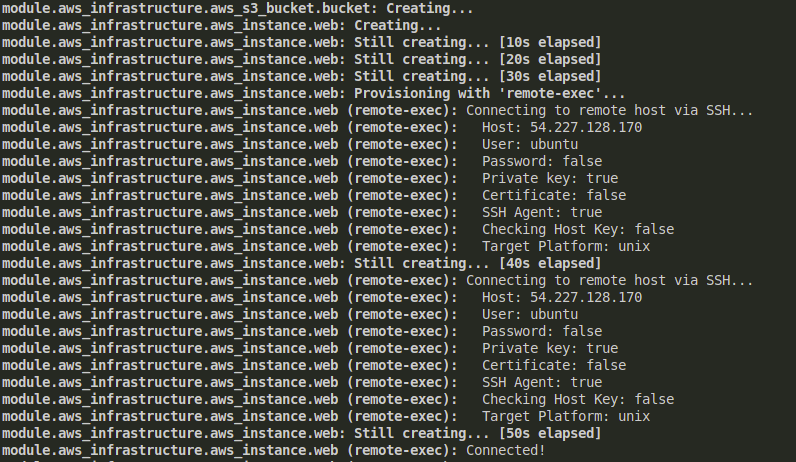 module.aws_infrastructure.aws_s3_bucket.bucket: Creating...
module.aws_infrastructure.aws_instance.web: Creating...
module.aws_infrastructure.aws_instance.web: Still creating... [10s elapsed]
module.aws_infrastructure.aws_instance.web: Still creating... [20s elapsed]
module.aws_infrastructure.aws_instance.web: Still creating... [30s elapsed]
module.aws_infrastructure.aws_instance.web: Provisioning with 'remote-exec'...
module.aws_infrastructure.aws_instance.web (remote-exec): Connecting to remote host via SSH...
module.aws_infrastructure.aws_instance.web (remote-exec):   Host: 54.227.128.170
module.aws_infrastructure.aws_instance.web (remote-exec):   User: ubuntu
module.aws_infrastructure.aws_instance.web (remote-exec):   Password: false
module.aws_infrastructure.aws_instance.web (remote-exec):   Private key: true
module.aws_infrastructure.aws_instance.web (remote-exec):   Certificate: false
module.aws_infrastructure.aws_instance.web (remote-exec):   SSH Agent: true
module.aws_infrastructure.aws_instance.web (remote-exec):   Checking Host Key: false
module.aws_infrastructure.aws_instance.web (remote-exec):   Target Platform: unix
module.aws_infrastructure.aws_instance.web: Still creating... [40s elapsed]
module.aws_infrastructure.aws_instance.web (remote-exec): Connecting to remote host via SSH...
module.aws_infrastructure.aws_instance.web (remote-exec):   Host: 54.227.128.170
module.aws_infrastructure.aws_instance.web (remote-exec):   User: ubuntu
module.aws_infrastructure.aws_instance.web (remote-exec):   Password: false
module.aws_infrastructure.aws_instance.web (remote-exec):   Private key: true
module.aws_infrastructure.aws_instance.web (remote-exec):   Certificate: false
module.aws_infrastructure.aws_instance.web (remote-exec):   SSH Agent: true
module.aws_infrastructure.aws_instance.web (remote-exec):   Checking Host Key: false
module.aws_infrastructure.aws_instance.web (remote-exec):   Target Platform: unix
module.aws_infrastructure.aws_instance.web: Still creating... [50s elapsed]
module.aws_infrastructure.aws_instance.web (remote-exec): Connected!